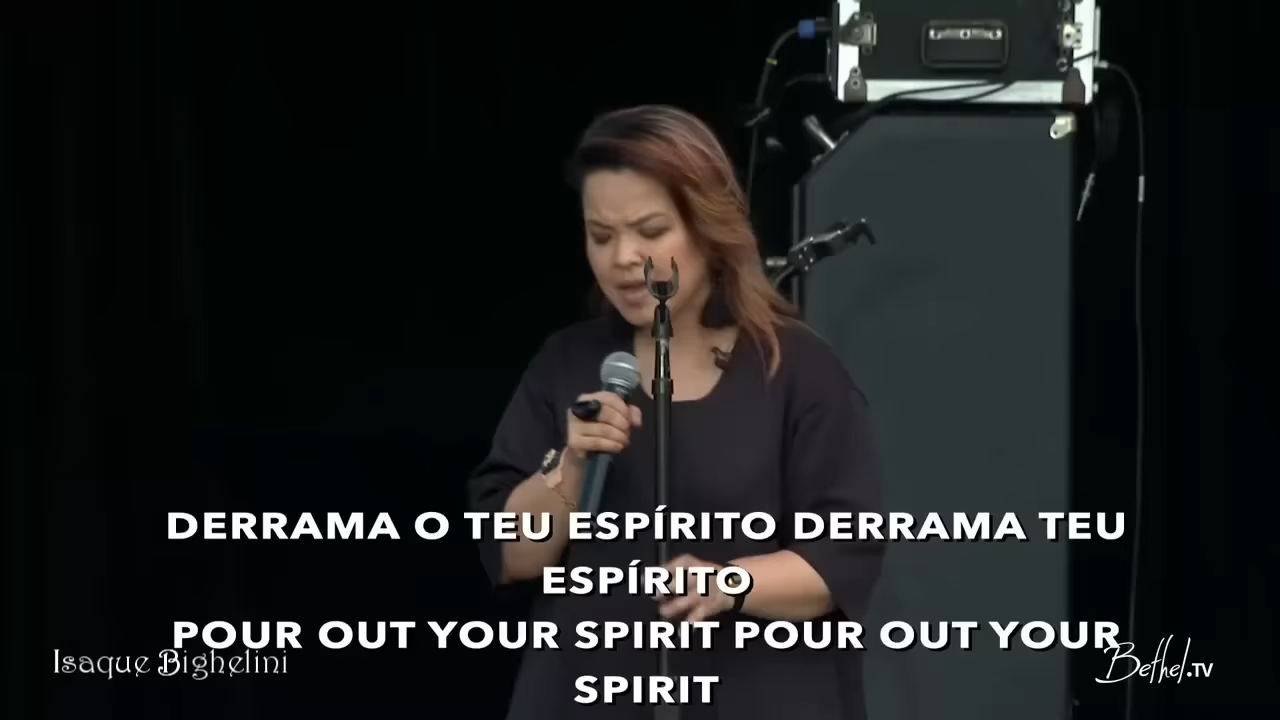 DERRAMA O TEU ESPÍRITO DERRAMA TEU
ESPÍRITO
POUR OUT YOUR SPIRIT POUR OUT YOUR
SPIRIT
Isaque Bighelini
Bethel.TV